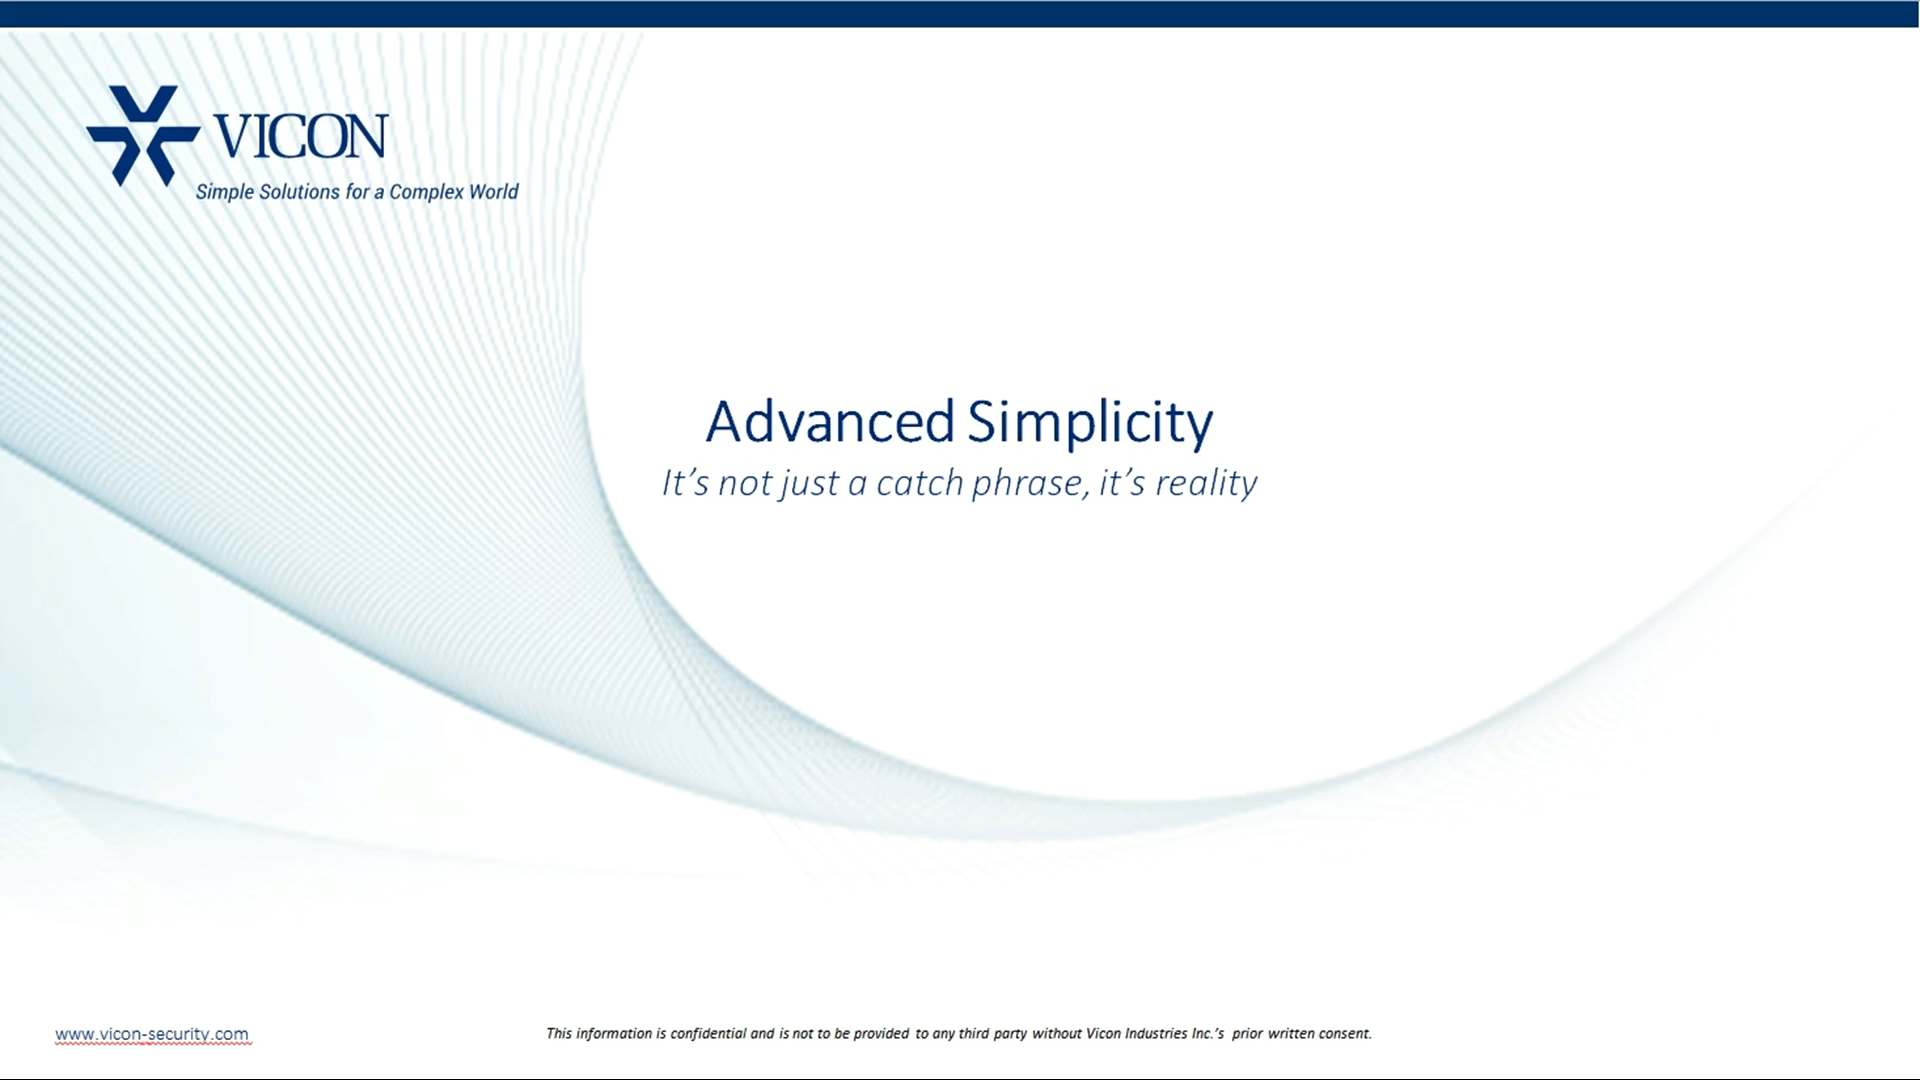 VICON
Simple Solutions for a Complex World
Advanced Simplicity
It’s not just a catch phrase, it’s reality
www.vicon-security.com
This information is confidential and is not to be provided to any third party without Vicon Industries Inc.’s prior written consent.